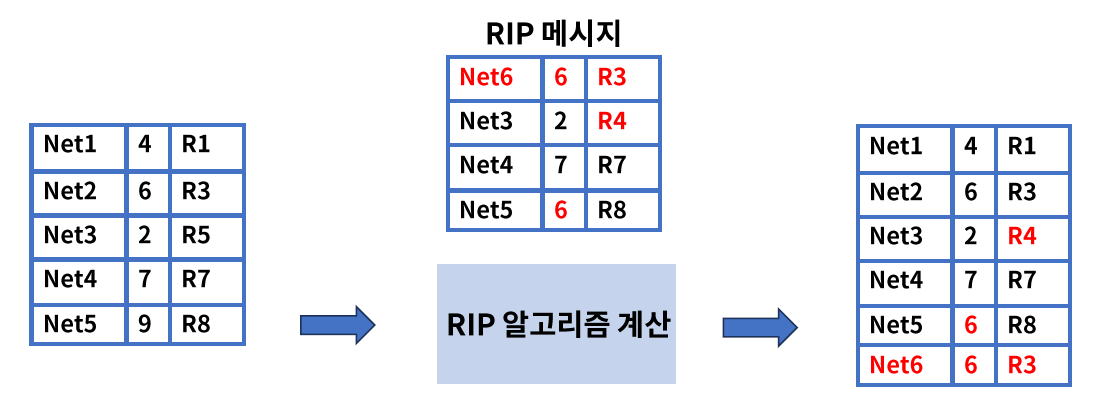 RIP 메시지
Net6 6 R3
Net3 2 R4
Net4 7 R7
Net5 6 R8
Net1 4 R1
Net2 6 R3
Net3 2 R5
Net4 7 R7
Net5 9 R8
RIP 알고리즘 계산
Net1 4 R1
Net2 6 R3
Net3 2 R4
Net4 7 R7
Net5 6 R8
Net6 6 R3